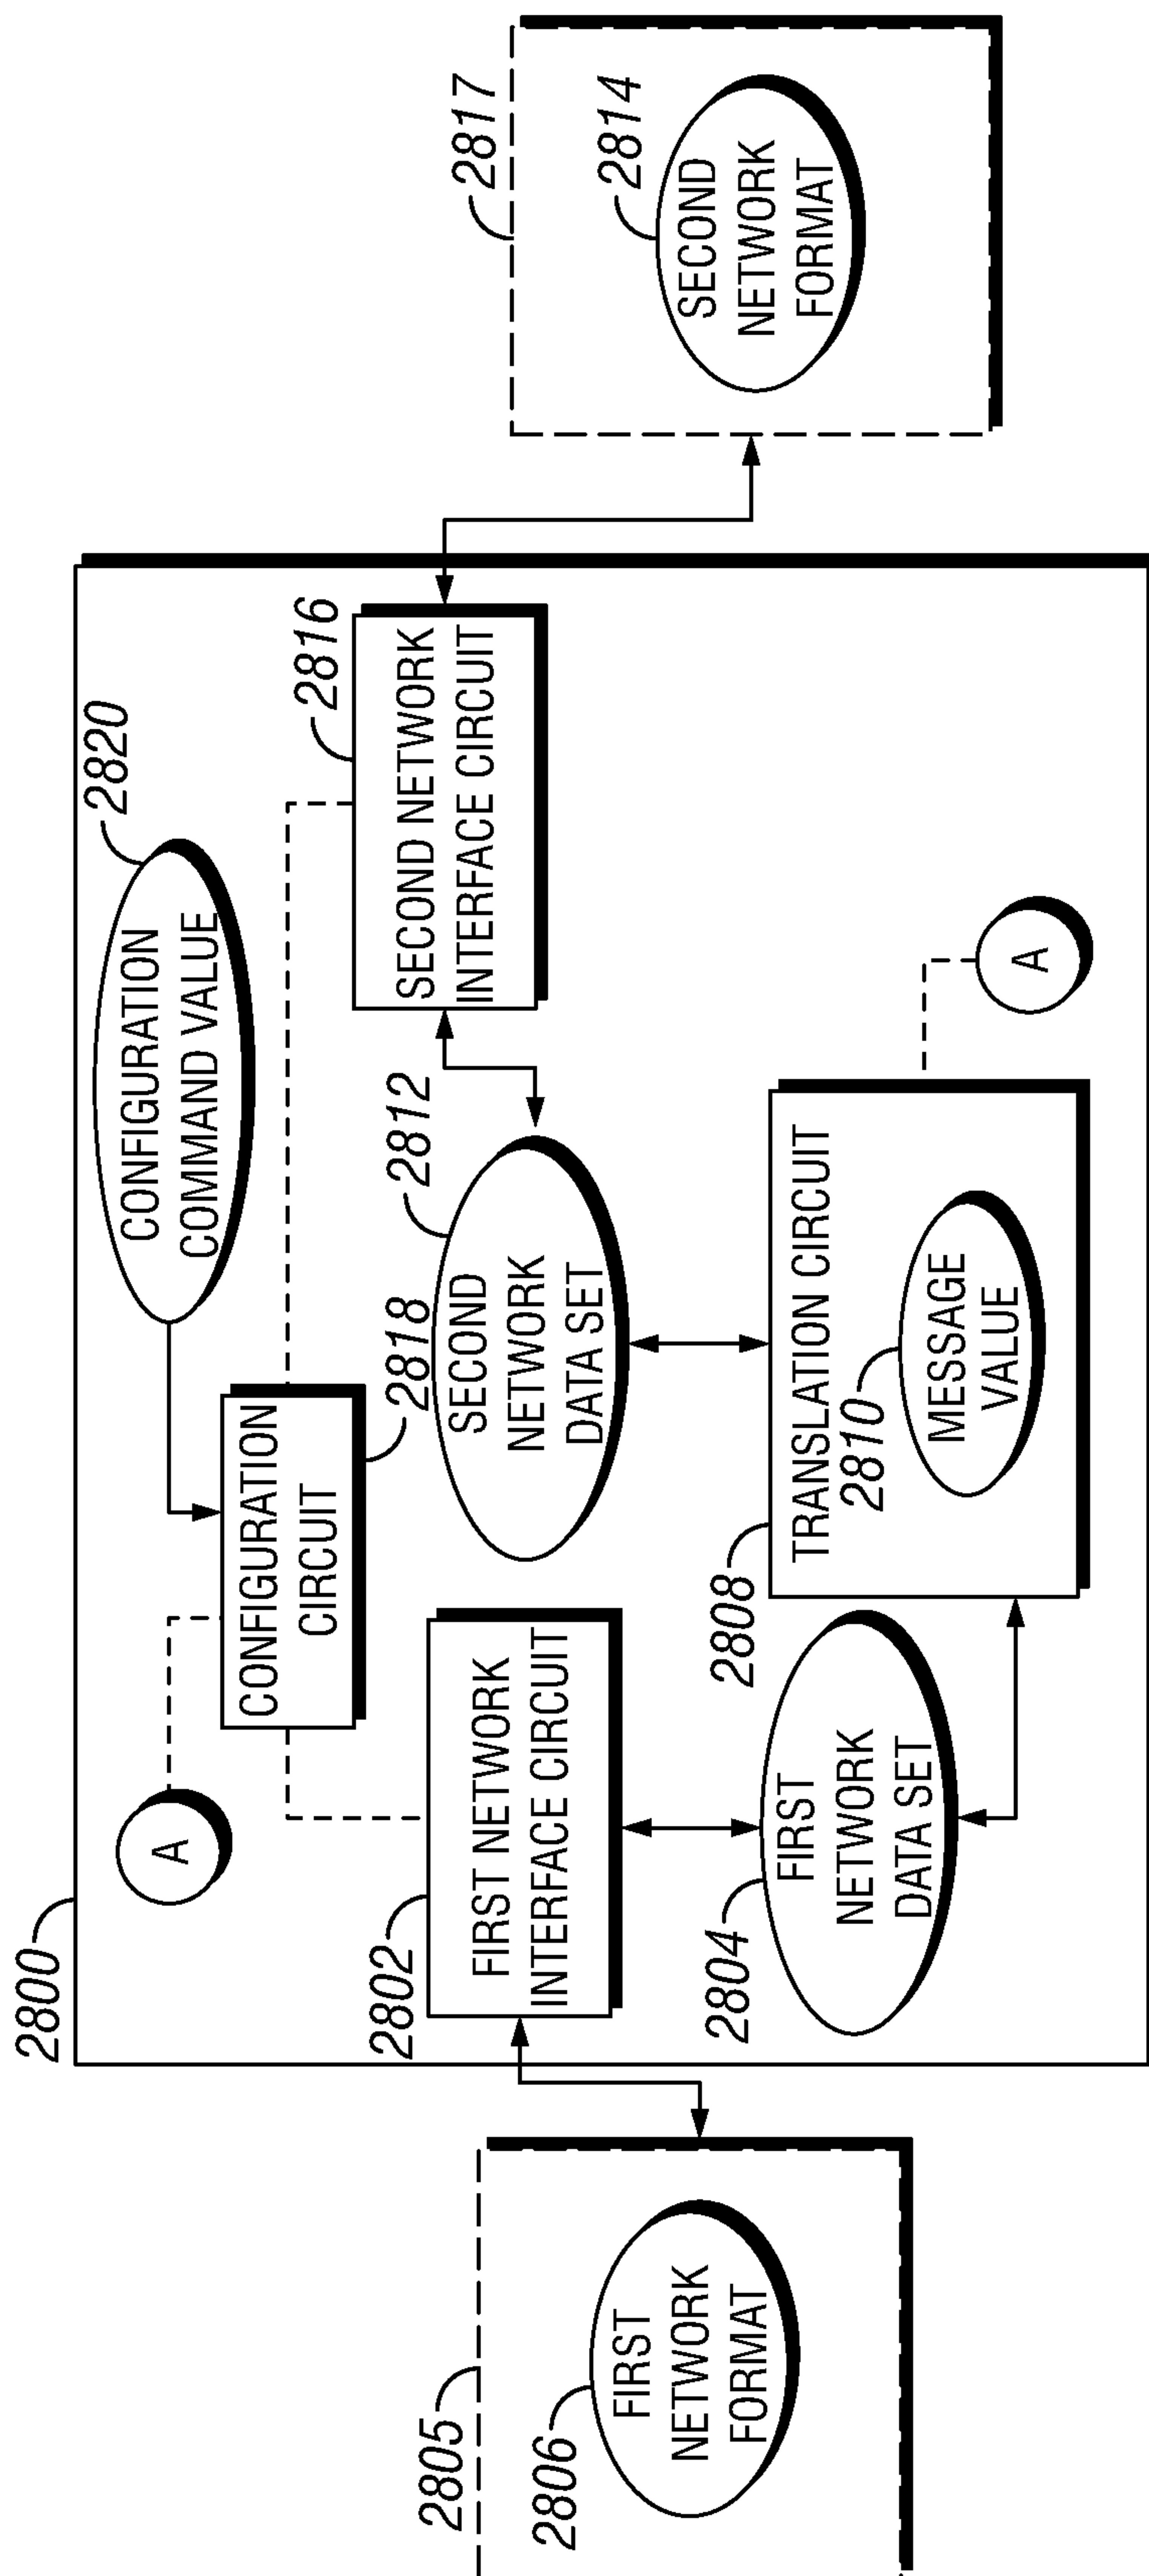 2800
A
CONFIGURATION
CIRCUIT
2818
CONFIGURATION
COMMAND VALUE
2820
2802
FIRST NETWORK
INTERFACE CIRCUIT
2812
SECOND
NETWORK
DATA SET
2816
SECOND NETWORK
INTERFACE CIRCUIT
2805
2806
FIRST
NETWORK
FORMAT
2804
FIRST
NETWORK
DATA SET
2808
TRANSLATION CIRCUIT
2810
MESSAGE
VALUE
A
2817
2814
SECOND
NETWORK
FORMAT